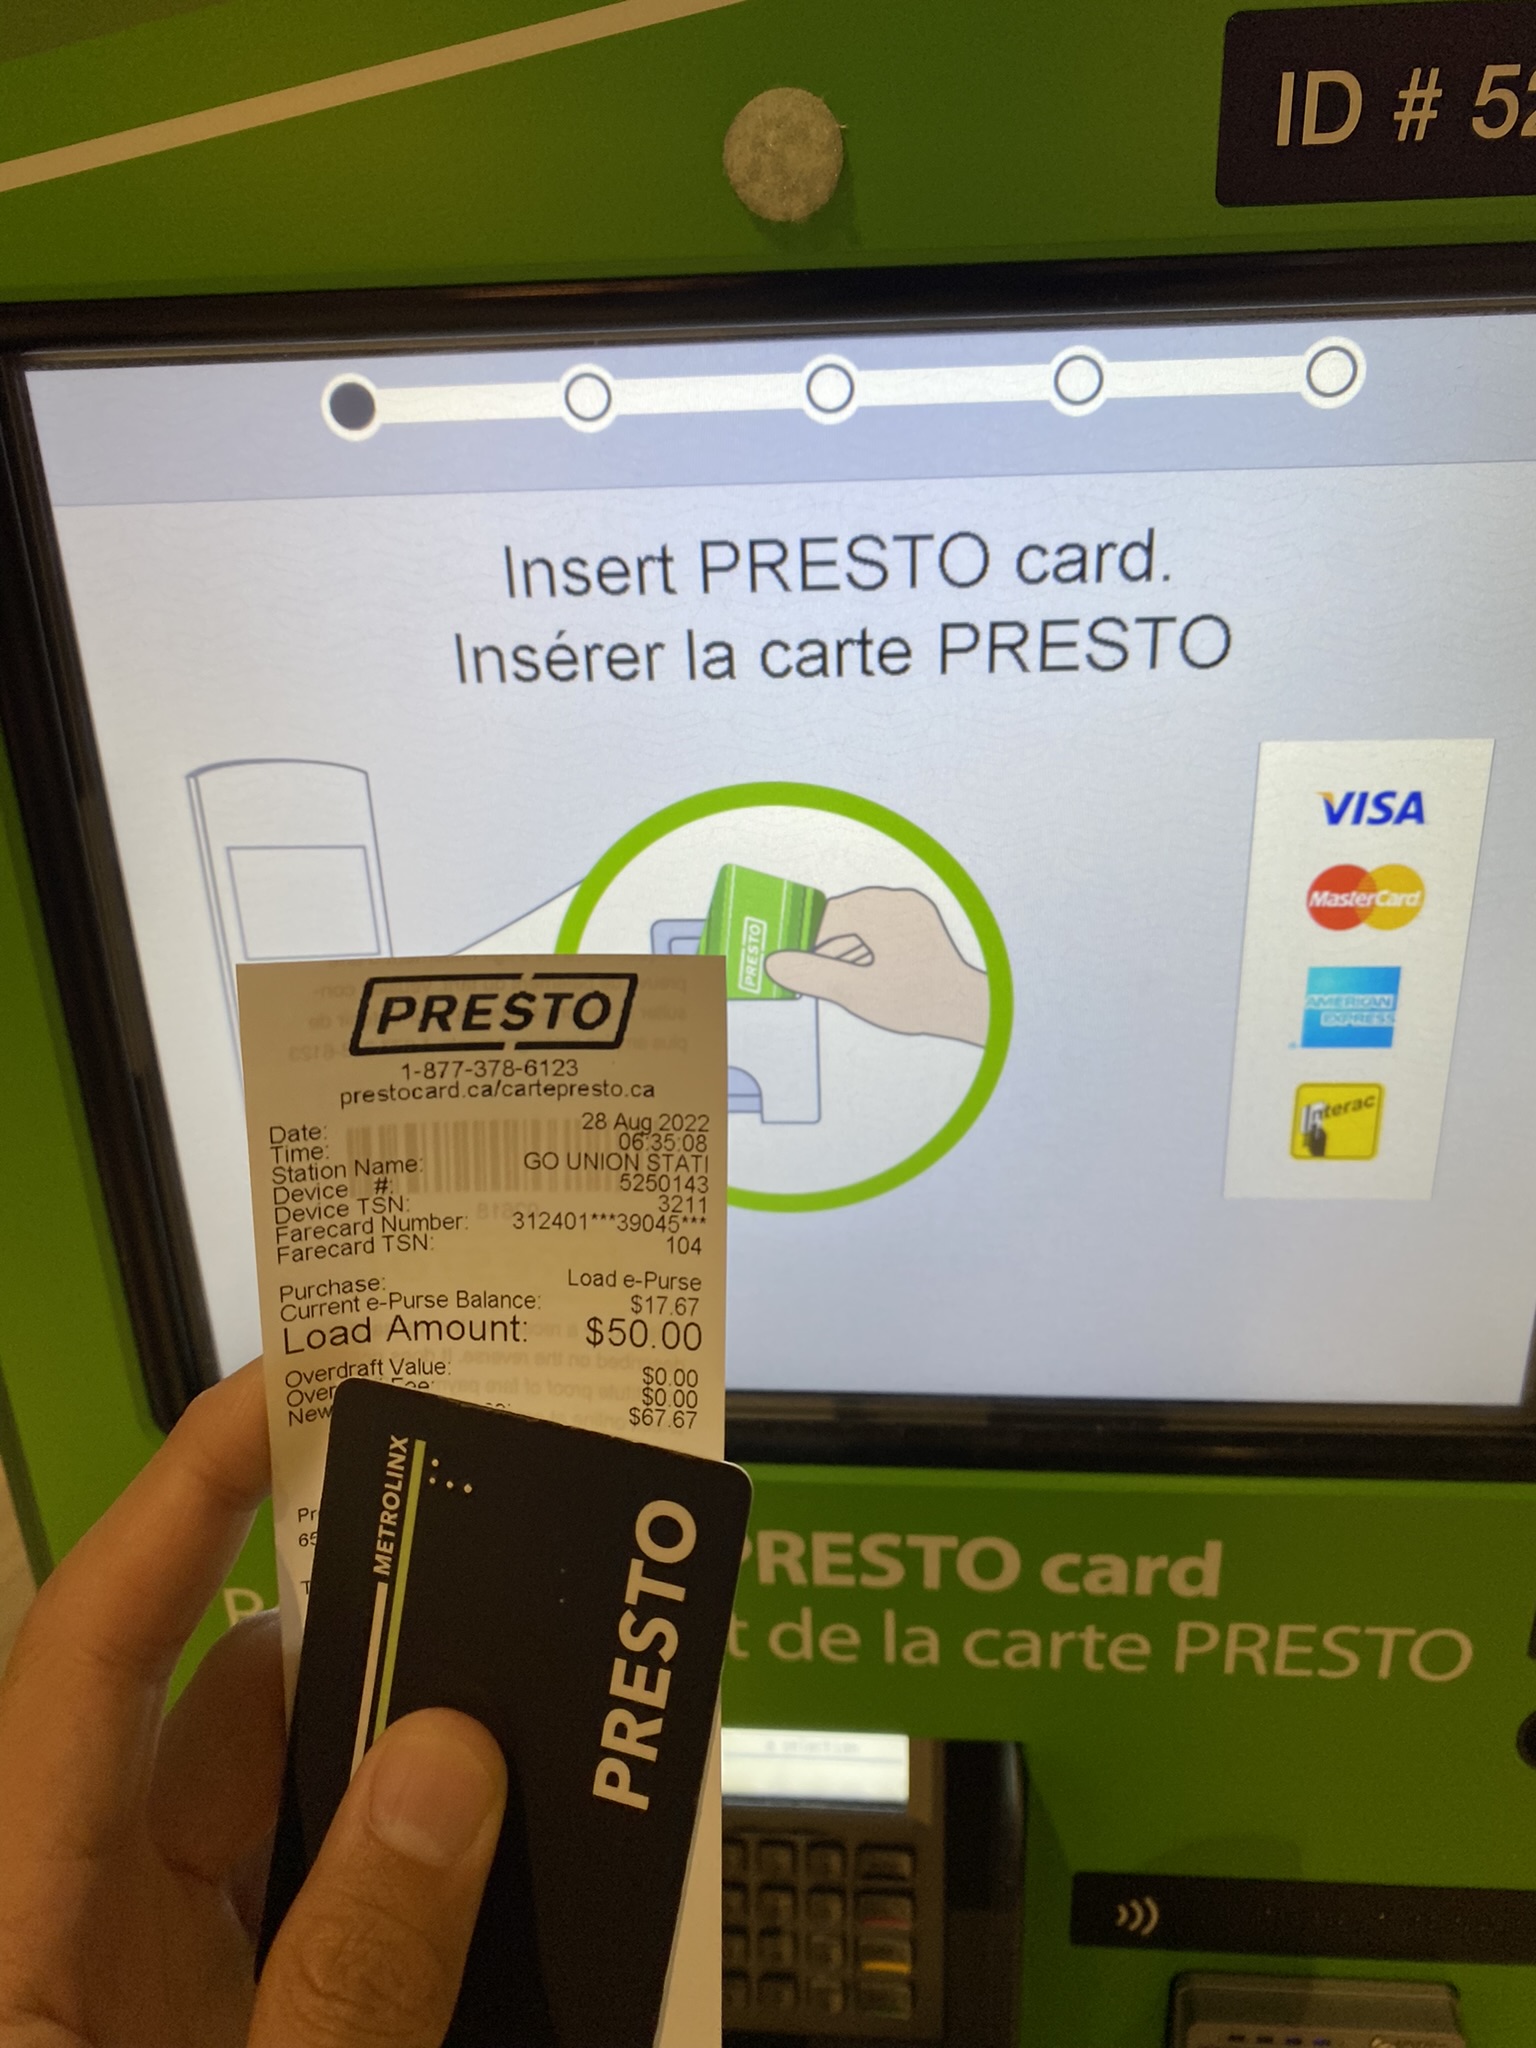 ID # 52
Insert PRESTO card.
Insérer la carte PRESTO
VISA
MasterCard
AMERICAN
EXPRESS
Interac
PRESTO
PRESTO
1-877-378-6123
prestocard.ca/cartepresto.ca
Date: 28 Aug 2022
Time: 06:35:08
Station Name: GO UNION STATI
Device #: 5250143
Device TSN: 3211
Farecard Number: 312401***39045***
Farecard TSN: 104
Purchase: Load e-Purse
Current e-Purse Balance: $17.67
Load Amount: $50.00
Overdraft Value: $0.00
$0.00
New $67.67
METROLINX
PRESTO
PRESTO card
de la carte PRESTO